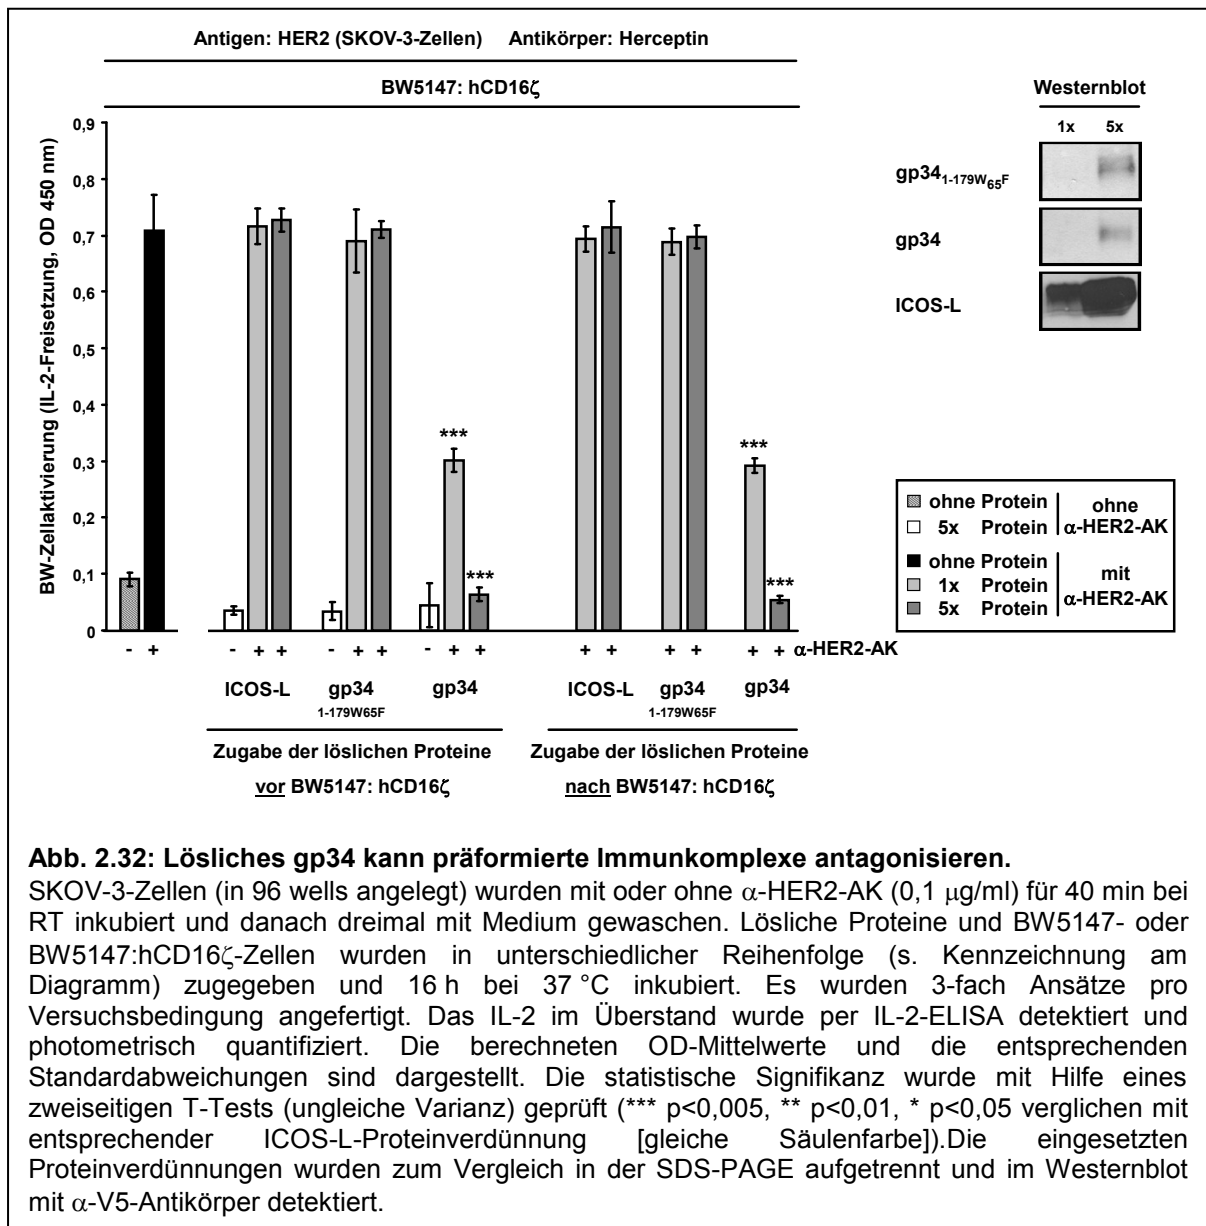 Antigen: HER2 (SKOV-3-Zellen) Antikörper: Herceptin
BW5147: hCD16ζ
BW-Zellaktivierung (IL-2-Freisetzung, OD 450 nm)
0,9
0,8
0,7
0,6
0,5
0,4
0,3
0,2
0,1
0
***
***
***
***
- + - + + - + + - + + + + + + + + α-HER2-AK
ICOS-L gp34 gp34 ICOS-L gp34 gp34
1-179W65F 1-179W65F
Zugabe der löslichen Proteine Zugabe der löslichen Proteine
vor BW5147: hCD16ζ nach BW5147: hCD16ζ
Westernblot
1x 5x
gp34 1-179W65F
gp34
ICOS-L
ohne Protein ohne
5x Protein α-HER2-AK
ohne Protein
1x Protein mit
5x Protein α-HER2-AK
Abb. 2.32: Lösliches gp34 kann präformierte Immunkomplexe antagonisieren.
SKOV-3-Zellen (in 96 wells angelegt) wurden mit oder ohne α-HER2-AK (0,1 µg/ml) für 40 min bei
RT inkubiert und danach dreimal mit Medium gewaschen. Lösliche Proteine und BW5147- oder
BW5147:hCD16ζ-Zellen wurden in unterschiedlicher Reihenfolge (s. Kennzeichnung am
Diagramm) zugegeben und 16 h bei 37 °C inkubiert. Es wurden 3-fach Ansätze pro
Versuchsbedingung angefertigt. Das IL-2 im Überstand wurde per IL-2-ELISA detektiert und
photometrisch quantifiziert. Die berechneten OD-Mittelwerte und die entsprechenden
Standardabweichungen sind dargestellt. Die statistische Signifikanz wurde mit Hilfe eines
zweiseitigen T-Tests (ungleiche Varianz) geprüft (*** p<0,005, ** p<0,01, * p<0,05 verglichen mit
entsprechender ICOS-L-Proteinverdünnung [gleiche Säulenfarbe]).Die eingesetzten
Proteinverdünnungen wurden zum Vergleich in der SDS-PAGE aufgetrennt und im Westernblot
mit α-V5-Antikörper detektiert.